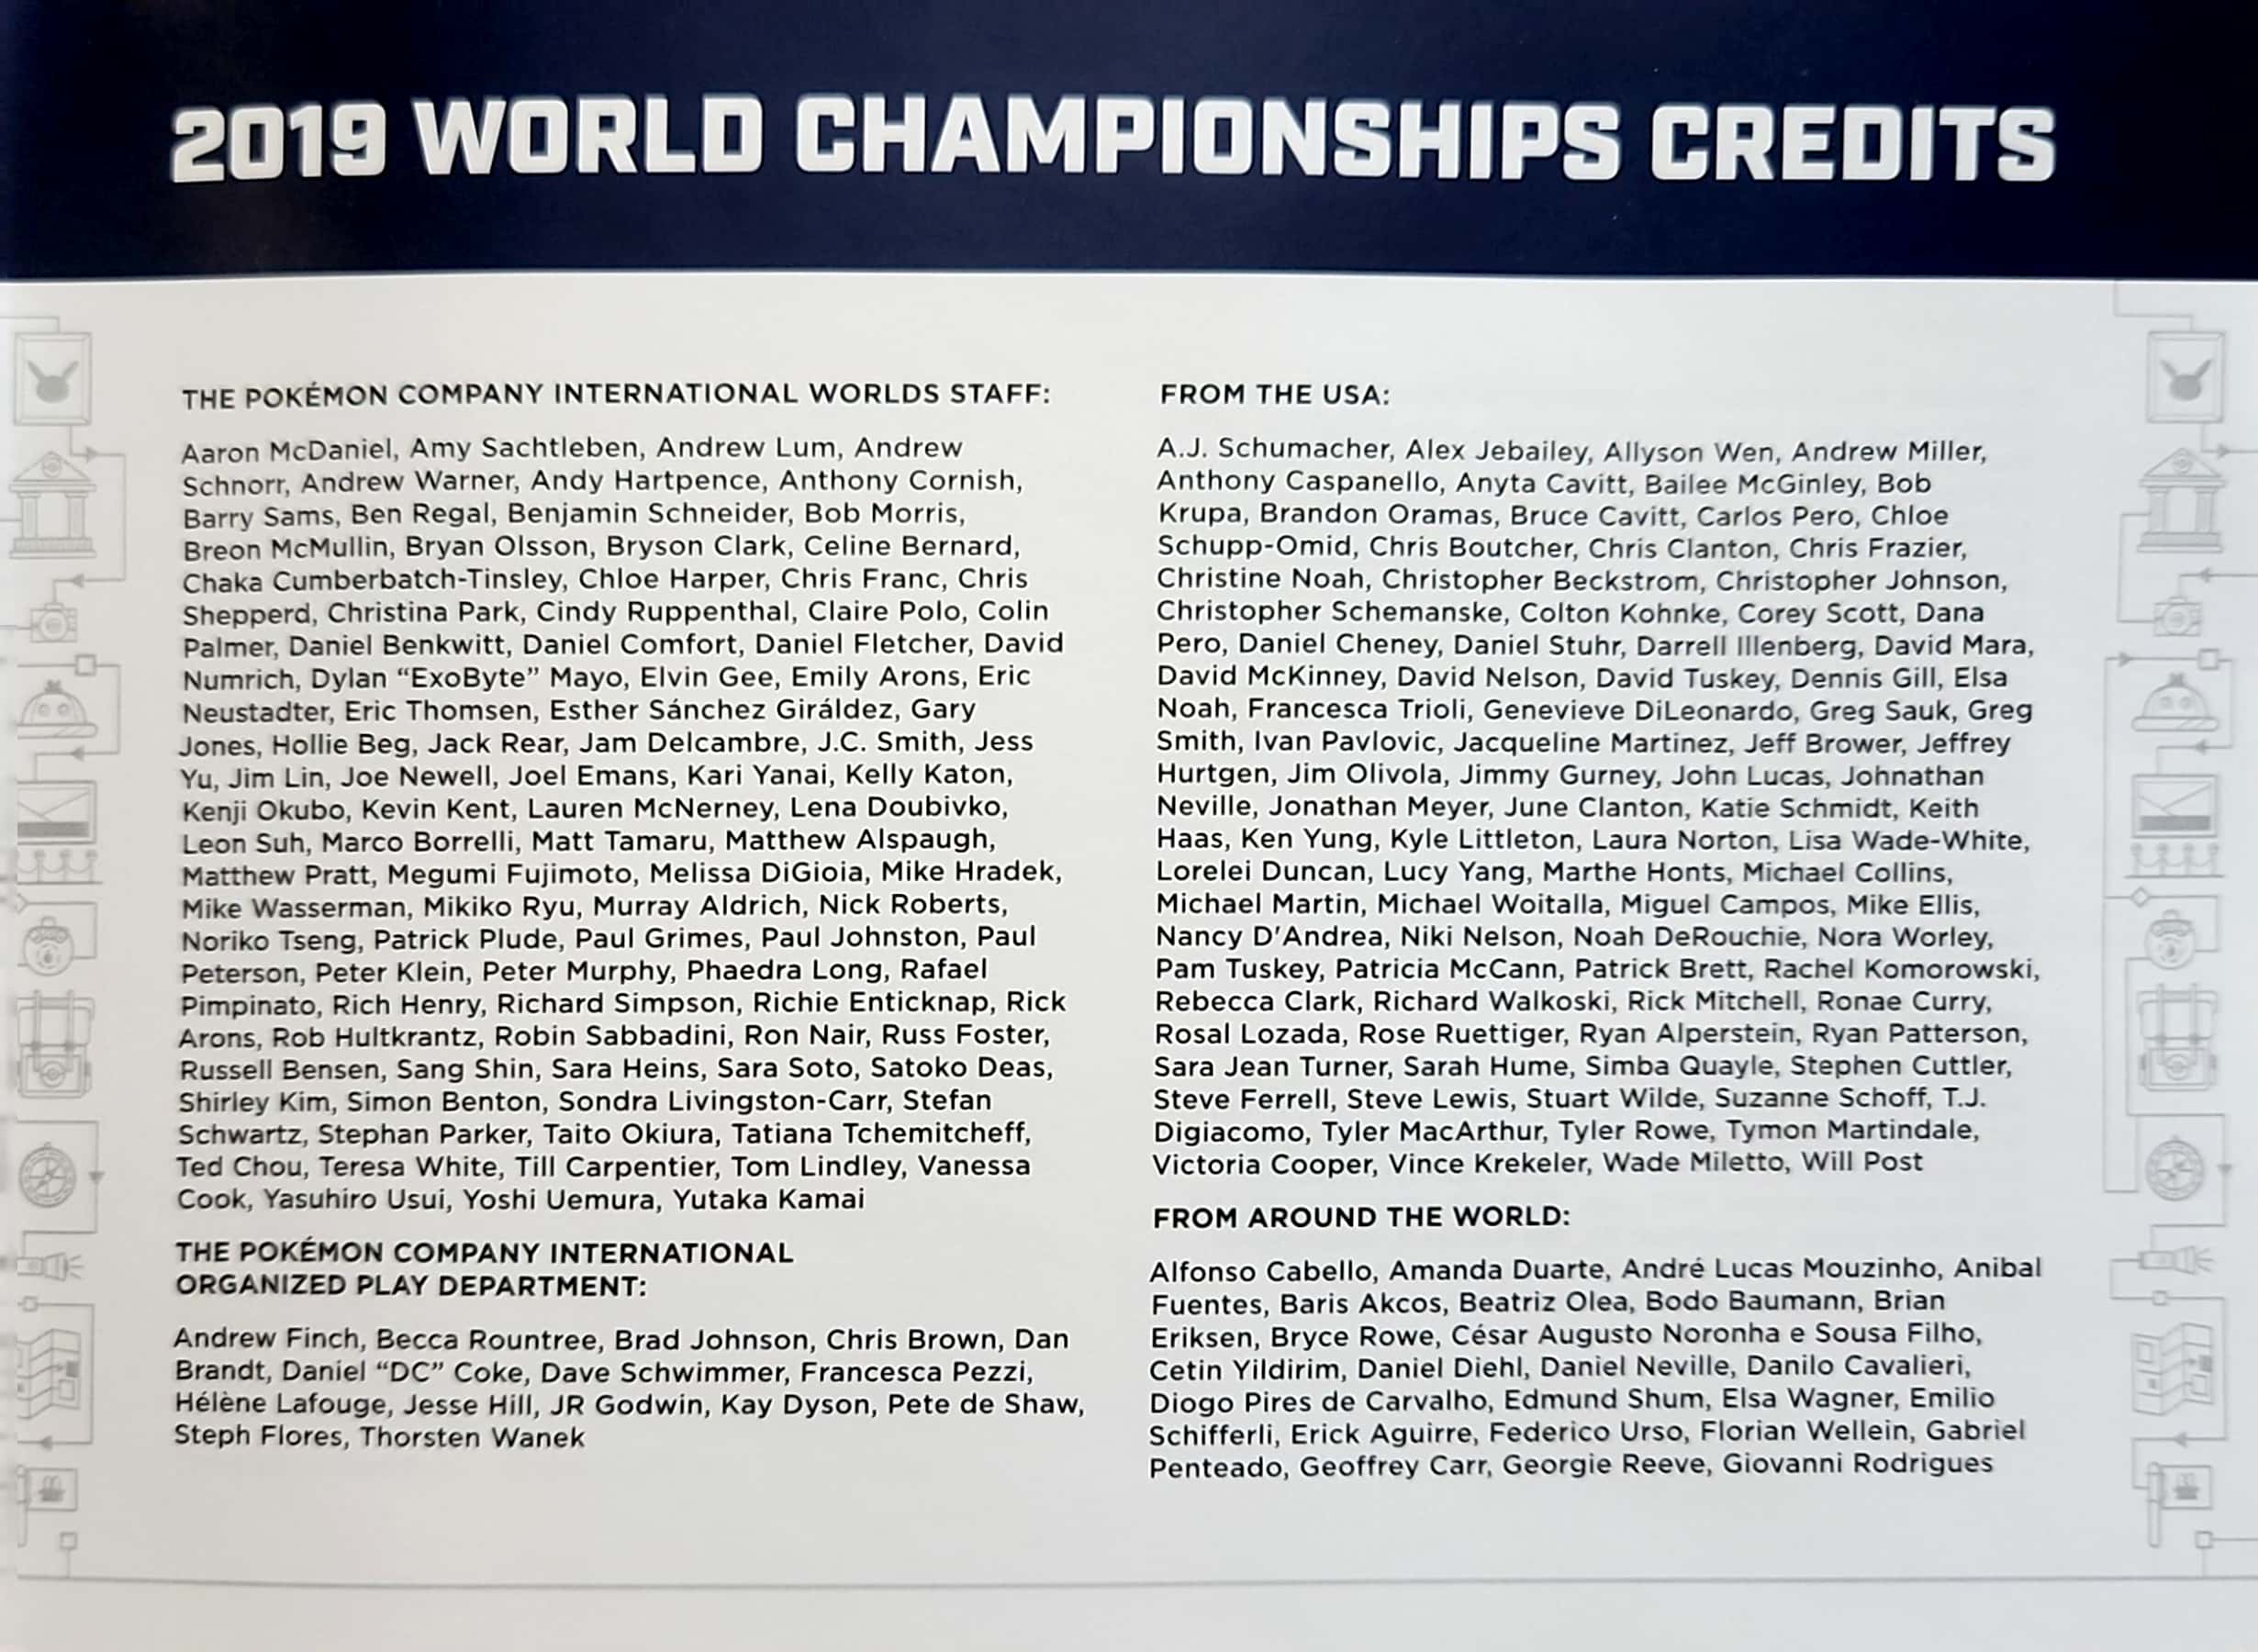 2019 WORLD CHAMPIONSHIPS CREDITS
THE POKÉMON COMPANY INTERNATIONAL WORLDS STAFF:
Aaron McDaniel, Amy Sachtleben, Andrew Lum, Andrew
Schnorr, Andrew Warner, Andy Hartpence, Anthony Cornish,
Barry Sams, Ben Regal, Benjamin Schneider, Bob Morris,
Breon McMullin, Bryan Olsson, Bryson Clark, Celine Bernard,
Chaka Cumberbatch-Tinsley, Chloe Harper, Chris Franc, Chris
Shepperd, Christina Park, Cindy Ruppenthal, Claire Polo, Colin
Palmer, Daniel Benkwitt, Daniel Comfort, Daniel Fletcher, David
Numrich, Dylan “ExoByte” Mayo, Elvin Gee, Emily Arons, Eric
Neustadter, Eric Thomsen, Esther Sánchez Giráldez, Gary
Jones, Hollie Beg, Jack Rear, Jam Delcambre, J.C. Smith, Jess
Yu, Jim Lin, Joe Newell, Joel Emans, Kari Yanai, Kelly Katon,
Kenji Okubo, Kevin Kent, Lauren McNerney, Lena Doubivko,
Leon Suh, Marco Borrelli, Matt Tamaru, Matthew Alspaugh,
Matthew Pratt, Megumi Fujimoto, Melissa DiGioia, Mike Hradek,
Mike Wasserman, Mikiko Ryu, Murray Aldrich, Nick Roberts,
Noriko Tseng, Patrick Plude, Paul Grimes, Paul Johnston, Paul
Peterson, Peter Klein, Peter Murphy, Phaedra Long, Rafael
Pimpinato, Rich Henry, Richard Simpson, Richie Enticknap, Rick
Arons, Rob Hultkrantz, Robin Sabbadini, Ron Nair, Russ Foster,
Russell Bensen, Sang Shin, Sara Heins, Sara Soto, Satoko Deas,
Shirley Kim, Simon Benton, Sondra Livingston-Carr, Stefan
Schwartz, Stephan Parker, Taito Okiura, Tatiana Tchemitcheff,
Ted Chou, Teresa White, Till Carpentier, Tom Lindley, Vanessa
Cook, Yasuhiro Usui, Yoshi Uemura, Yutaka Kamai
THE POKÉMON COMPANY INTERNATIONAL
ORGANIZED PLAY DEPARTMENT:
Andrew Finch, Becca Rountree, Brad Johnson, Chris Brown, Dan
Brandt, Daniel “DC” Coke, Dave Schwimmer, Francesca Pezzi,
Hélène Lafouge, Jesse Hill, JR Godwin, Kay Dyson, Pete de Shaw,
Steph Flores, Thorsten Wanek
FROM THE USA:
A.J. Schumacher, Alex Jebailey, Allyson Wen, Andrew Miller,
Anthony Caspanello, Anyta Cavitt, Bailee McGinley, Bob
Krupa, Brandon Oramas, Bruce Cavitt, Carlos Pero, Chloe
Schupp-Omid, Chris Boutcher, Chris Clanton, Chris Frazier,
Christine Noah, Christopher Beckstrom, Christopher Johnson,
Christopher Schemanske, Colton Kohnke, Corey Scott, Dana
Pero, Daniel Cheney, Daniel Stuhr, Darrell Illenberg, David Mara,
David McKinney, David Nelson, David Tuskey, Dennis Gill, Elsa
Noah, Francesca Trioli, Genevieve DiLeonardo, Greg Sauk, Greg
Smith, Ivan Pavlovic, Jacqueline Martinez, Jeff Brower, Jeffrey
Hurtgen, Jim Olivola, Jimmy Gurney, John Lucas, Johnathan
Neville, Jonathan Meyer, June Clanton, Katie Schmidt, Keith
Haas, Ken Yung, Kyle Littleton, Laura Norton, Lisa Wade-White,
Lorelei Duncan, Lucy Yang, Marthe Honts, Michael Collins,
Michael Martin, Michael Woitalla, Miguel Campos, Mike Ellis,
Nancy D'Andrea, Niki Nelson, Noah DeRouchie, Nora Worley,
Pam Tuskey, Patricia McCann, Patrick Brett, Rachel Komorowski,
Rebecca Clark, Richard Walkoski, Rick Mitchell, Ronae Curry,
Rosal Lozada, Rose Ruettiger, Ryan Alperstein, Ryan Patterson,
Sara Jean Turner, Sarah Hume, Simba Quayle, Stephen Cuttler,
Steve Ferrell, Steve Lewis, Stuart Wilde, Suzanne Schoff, T.J.
Digiacomo, Tyler MacArthur, Tyler Rowe, Tymon Martindale,
Victoria Cooper, Vince Krekeler, Wade Miletto, Will Post
FROM AROUND THE WORLD:
Alfonso Cabello, Amanda Duarte, André Lucas Mouzinho, Anibal
Fuentes, Baris Akcos, Beatriz Olea, Bodo Baumann, Brian
Eriksen, Bryce Rowe, César Augusto Noronha e Sousa Filho,
Cetin Yildirim, Daniel Diehl, Daniel Neville, Danilo Cavalieri,
Diogo Pires de Carvalho, Edmund Shum, Elsa Wagner, Emilio
Schifferli, Erick Aguirre, Federico Urso, Florian Wellein, Gabriel
Penteado, Geoffrey Carr, Georgie Reeve, Giovanni Rodrigues